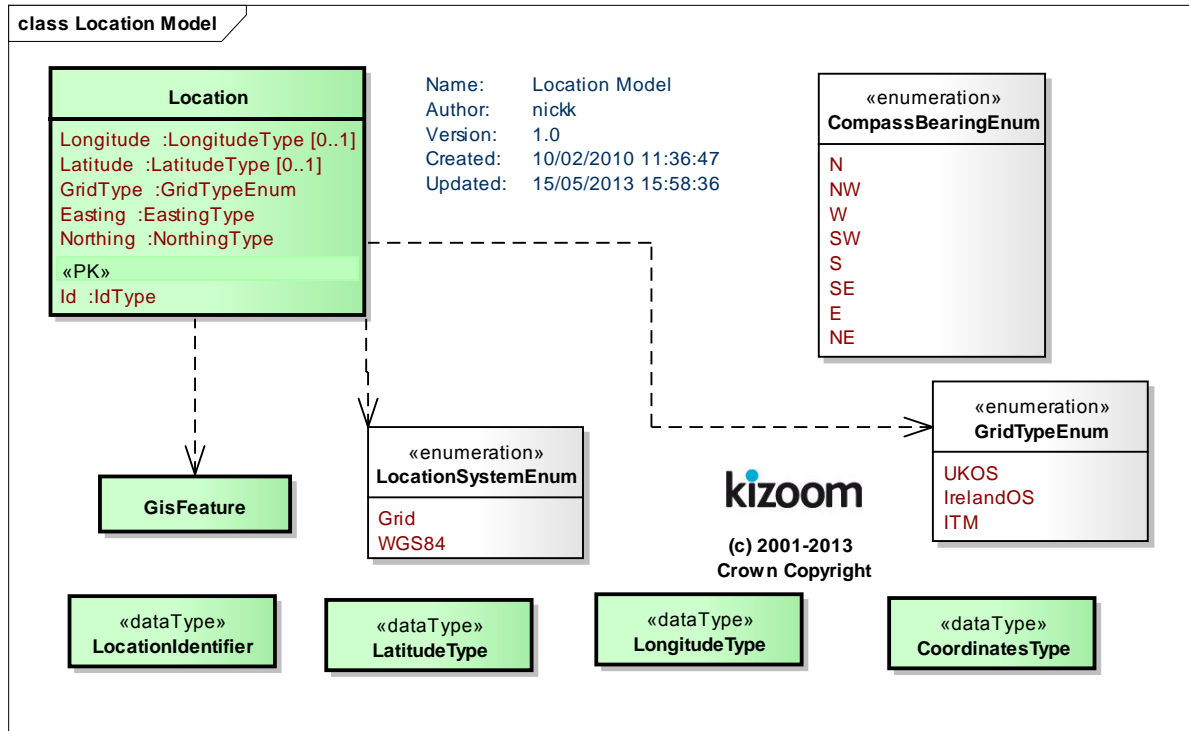 class Location Model
Location
Longitude :LongitudeType [0..1]
Latitude :LatitudeType [0..1]
GridType :GridTypeEnum
Easting :EastingType
Northing :NorthingType
«PK»
Id :IdType
Name: Location Model
Author: nickk
Version: 1.0
Created: 10/02/2010 11:36:47
Updated: 15/05/2013 15:58:36
«enumeration»
CompassBearingEnum
N
NW
W
SW
S
SE
E
NE
«enumeration»
GridTypeEnum
UKOS
IrelandOS
ITM
«enumeration»
LocationSystemEnum
Grid
WGS84
GisFeature
kizoom
(c) 2001-2013
Crown Copyright
«dataType»
LocationIdentifier
«dataType»
LatitudeType
«dataType»
LongitudeType
«dataType»
CoordinatesType